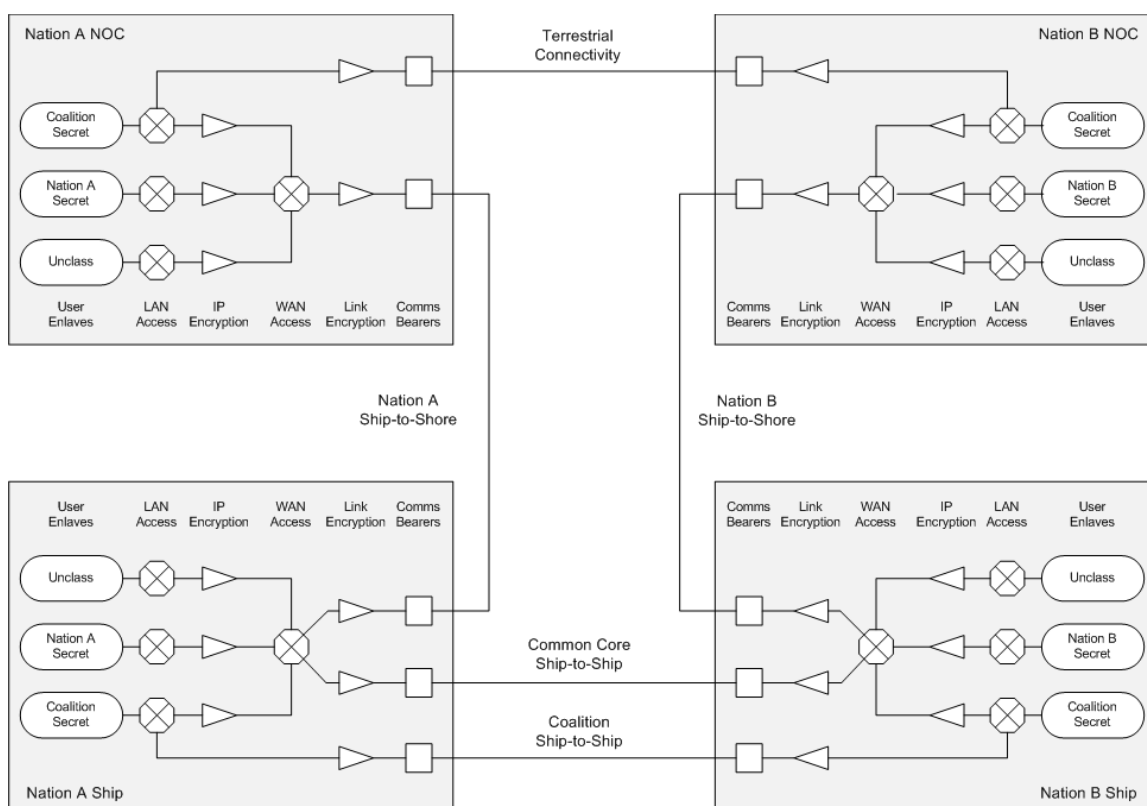 Nation A NOC
Terrestrial
Connectivity
Nation B NOC
Coalition
Secret
Nation A
Secret
Unclass
User
Enlaves
LAN
Access
IP
Encryption
WAN
Access
Link
Encryption
Comms
Bearers
Coalition
Secret
Nation B
Secret
Unclass
Comms
Bearers
Link
Encryption
WAN
Access
IP
Encryption
LAN
Access
User
Enlaves
Nation A
Ship-to-Shore
Nation B
Ship-to-Shore
User
Enlaves
LAN
Access
IP
Encryption
WAN
Access
Link
Encryption
Comms
Bearers
Unclass
Nation A
Secret
Coalition
Secret
Nation A Ship
Common Core
Ship-to-Ship
Coalition
Ship-to-Ship
Comms
Bearers
Link
Encryption
WAN
Access
IP
Encryption
LAN
Access
User
Enlaves
Unclass
Nation B
Secret
Coalition
Secret
Nation B Ship